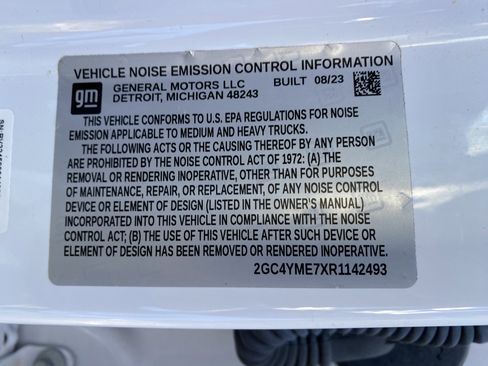 VEHICLE NOISE EMISSION CONTROL INFORMATION
gm
GENERAL MOTORS LLC BUILT 08/23
DETROIT, MICHIGAN 48243
THIS VEHICLE CONFORMS TO U.S. EPA REGULATIONS FOR NOISE
EMISSION APPLICABLE TO MEDIUM AND HEAVY TRUCKS.
THE FOLLOWING ACTS OR THE CAUSING THEREOF BY ANY PERSON
ARE PROHIBITED BY THE NOISE CONTROL ACT OF 1972: (A) THE
REMOVAL OR RENDERING INOPERATIVE, OTHER THAN FOR PURPOSES
OF MAINTENANCE, REPAIR, OR REPLACEMENT, OF ANY NOISE CONTROL
DEVICE OR ELEMENT OF DESIGN (LISTED IN THE OWNER'S MANUAL)
INCORPORATED INTO THIS VEHICLE IN COMPLIANCE WITH THE NOISE
CONTROL ACT; (B) THE USE OF THIS VEHICLE AFTER SUCH DEVICE OR
ELEMENT OF DESIGN HAS BEEN REMOVED OR RENDERED INOPERATIVE.
2GC4YME7XR1142493